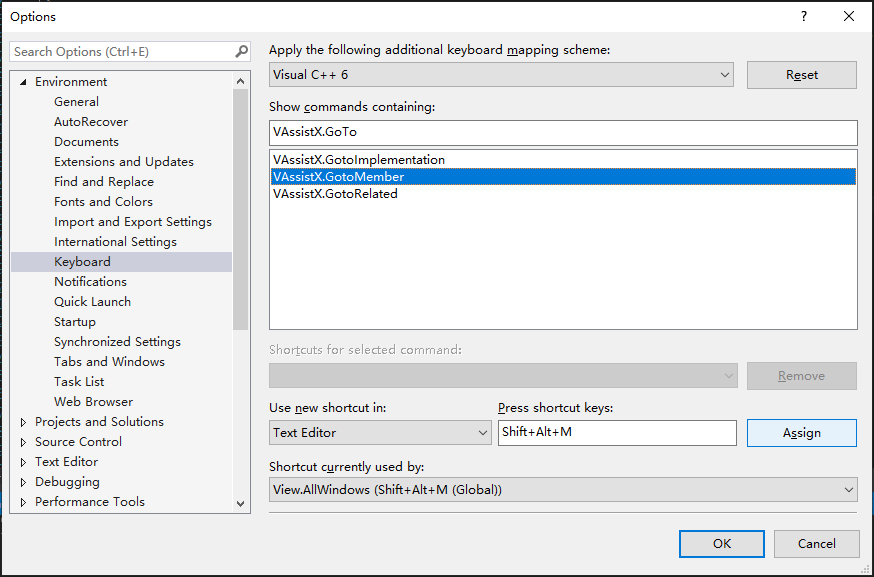 Options
?
Search Options (Ctrl+E)
Environment
General
AutoRecover
Documents
Extensions and Updates
Find and Replace
Fonts and Colors
Import and Export Settings
International Settings
Keyboard
Notifications
Quick Launch
Startup
Synchronized Settings
Tabs and Windows
Task List
Web Browser
Projects and Solutions
Source Control
Text Editor
Debugging
Performance Tools
Apply the following additional keyboard mapping scheme:
Visual C++ 6
Reset
Show commands containing:
VAssistX.GoTo
VAssistX.GotoImplementation
VAssistX.GotoMember
VAssistX.GotoRelated
Shortcuts for selected command:
Remove
Use new shortcut in:
Press shortcut keys:
Text Editor
Shift+Alt+M
Assign
Shortcut currently used by:
View.AllWindows (Shift+Alt+M (Global))
OK
Cancel